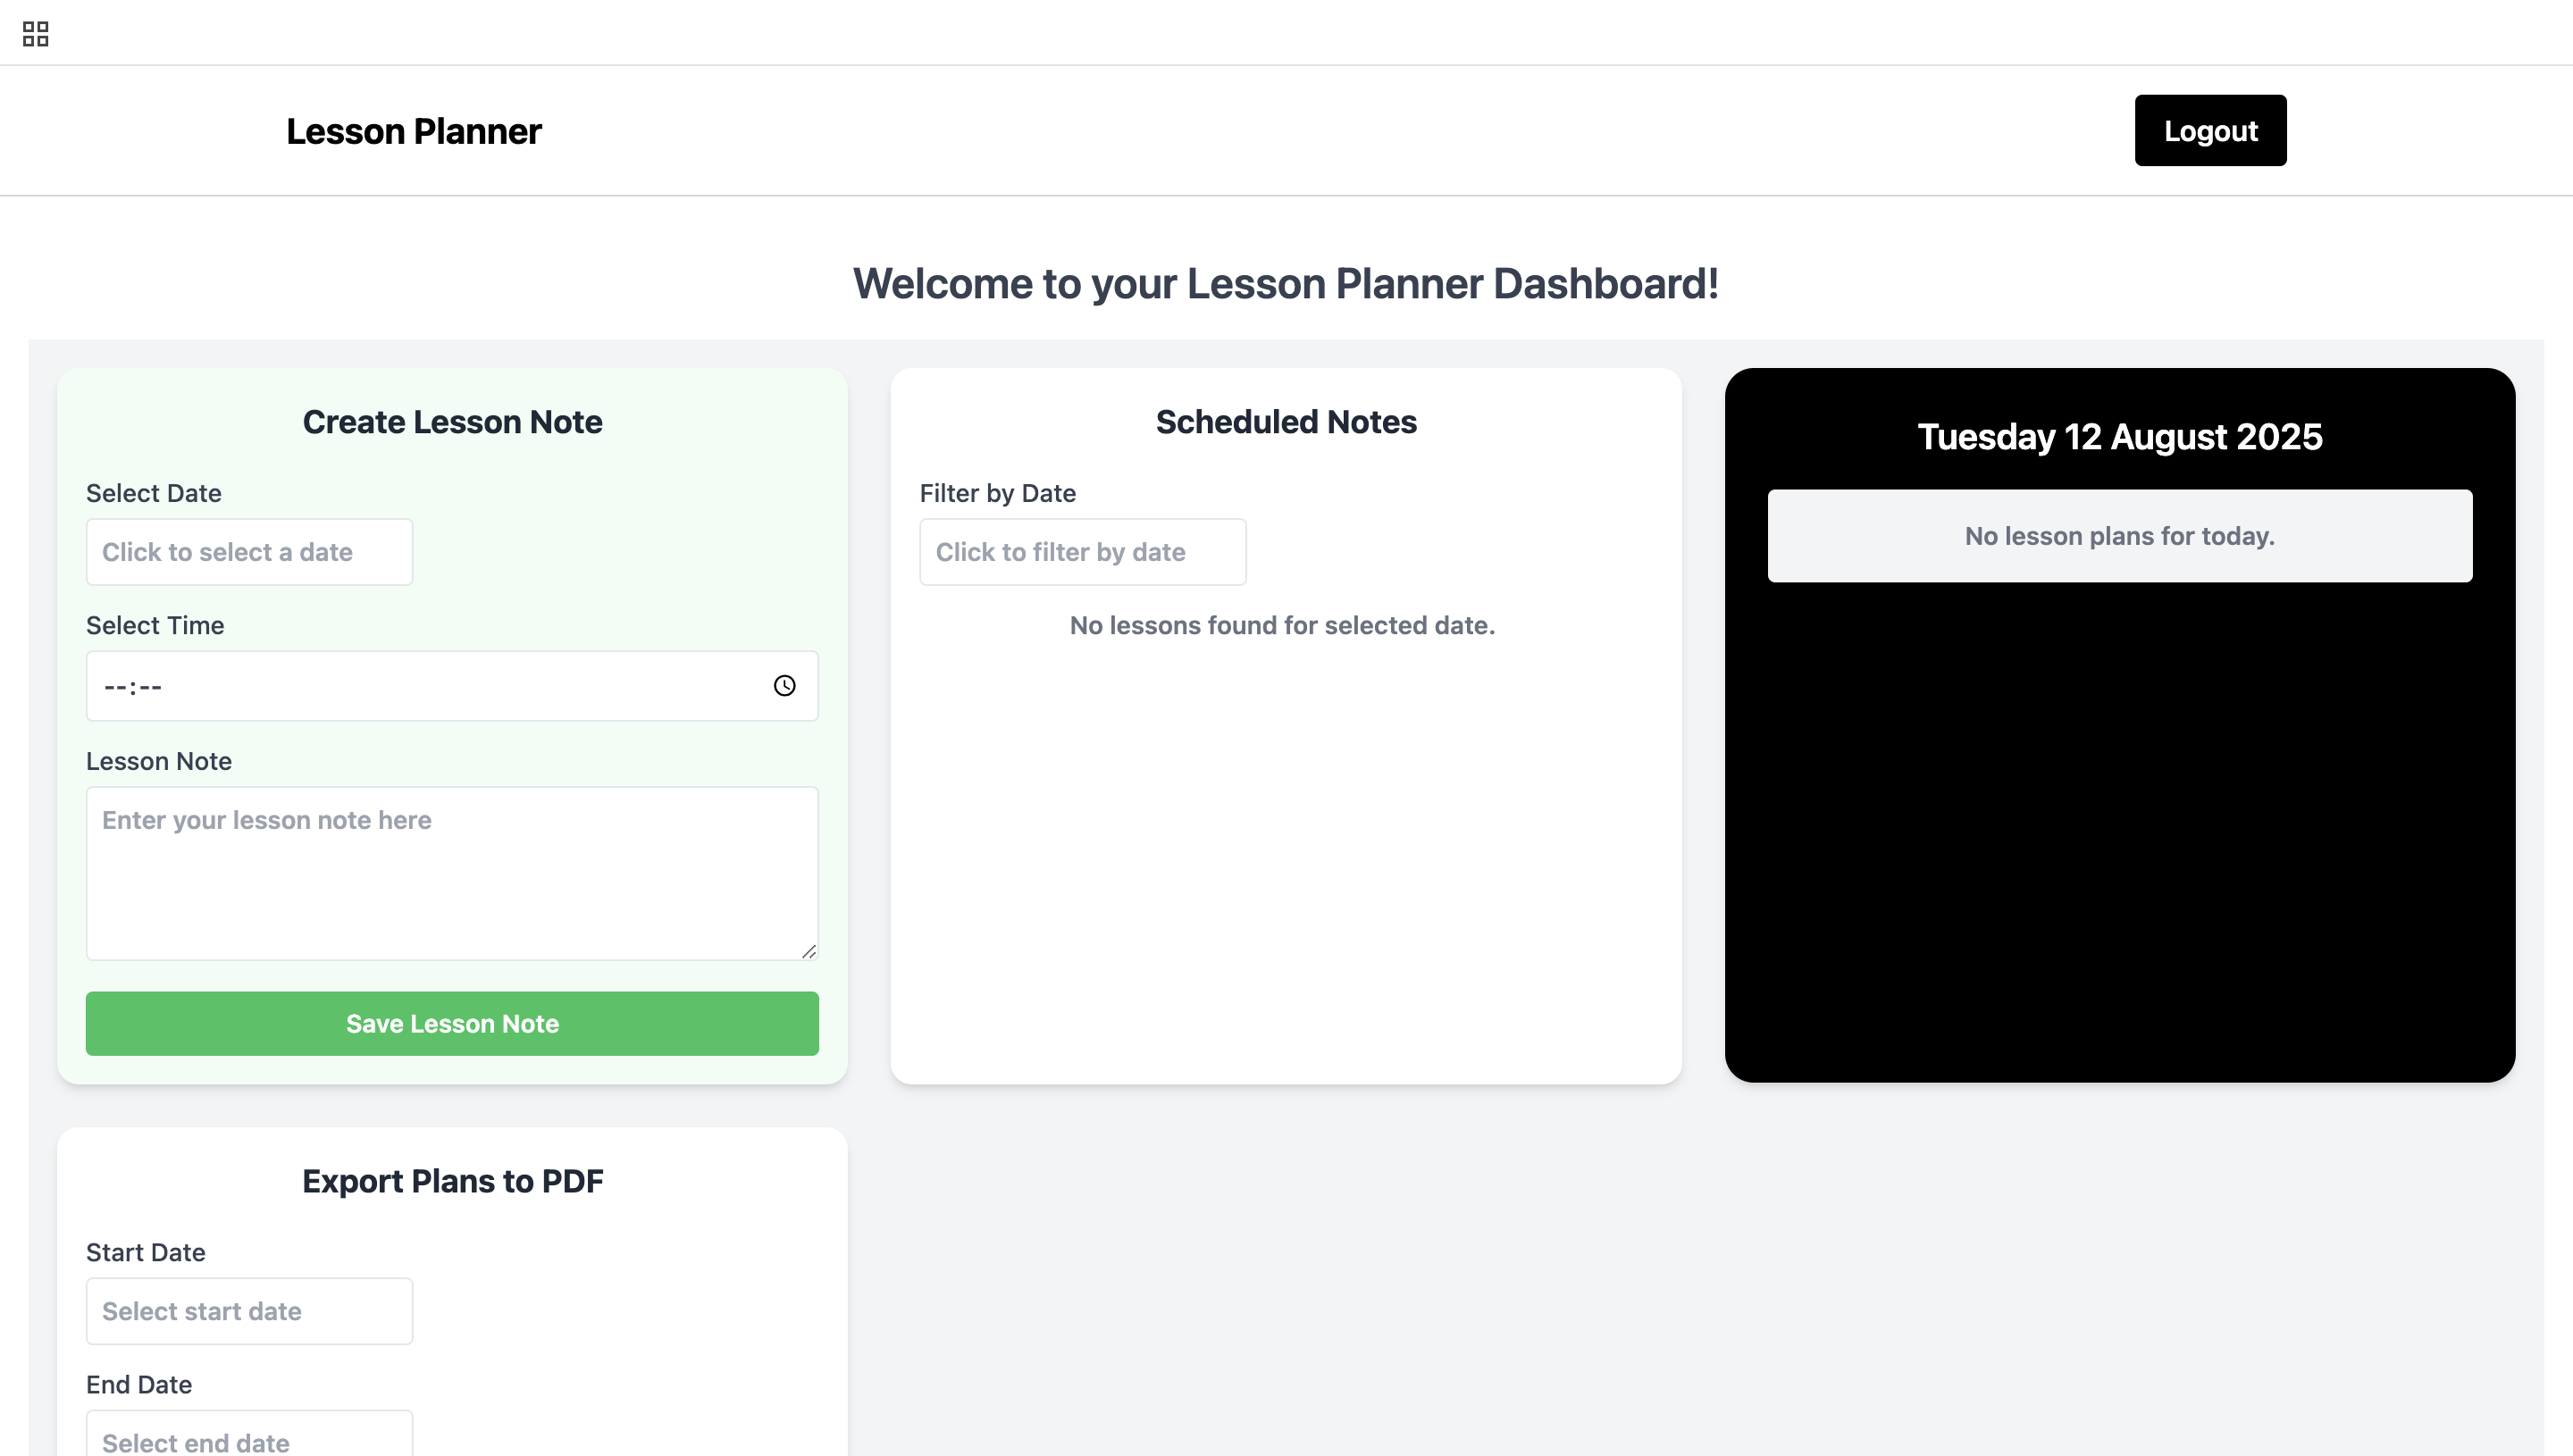 Lesson Planner
Logout
Welcome to your Lesson Planner Dashboard!
Create Lesson Note
Select Date
Click to select a date
Select Time
--:--
Lesson Note
Enter your lesson note here
Save Lesson Note
Scheduled Notes
Filter by Date
Click to filter by date
No lessons found for selected date.
Tuesday 12 August 2025
No lesson plans for today.
Export Plans to PDF
Start Date
Select start date
End Date
Select end date